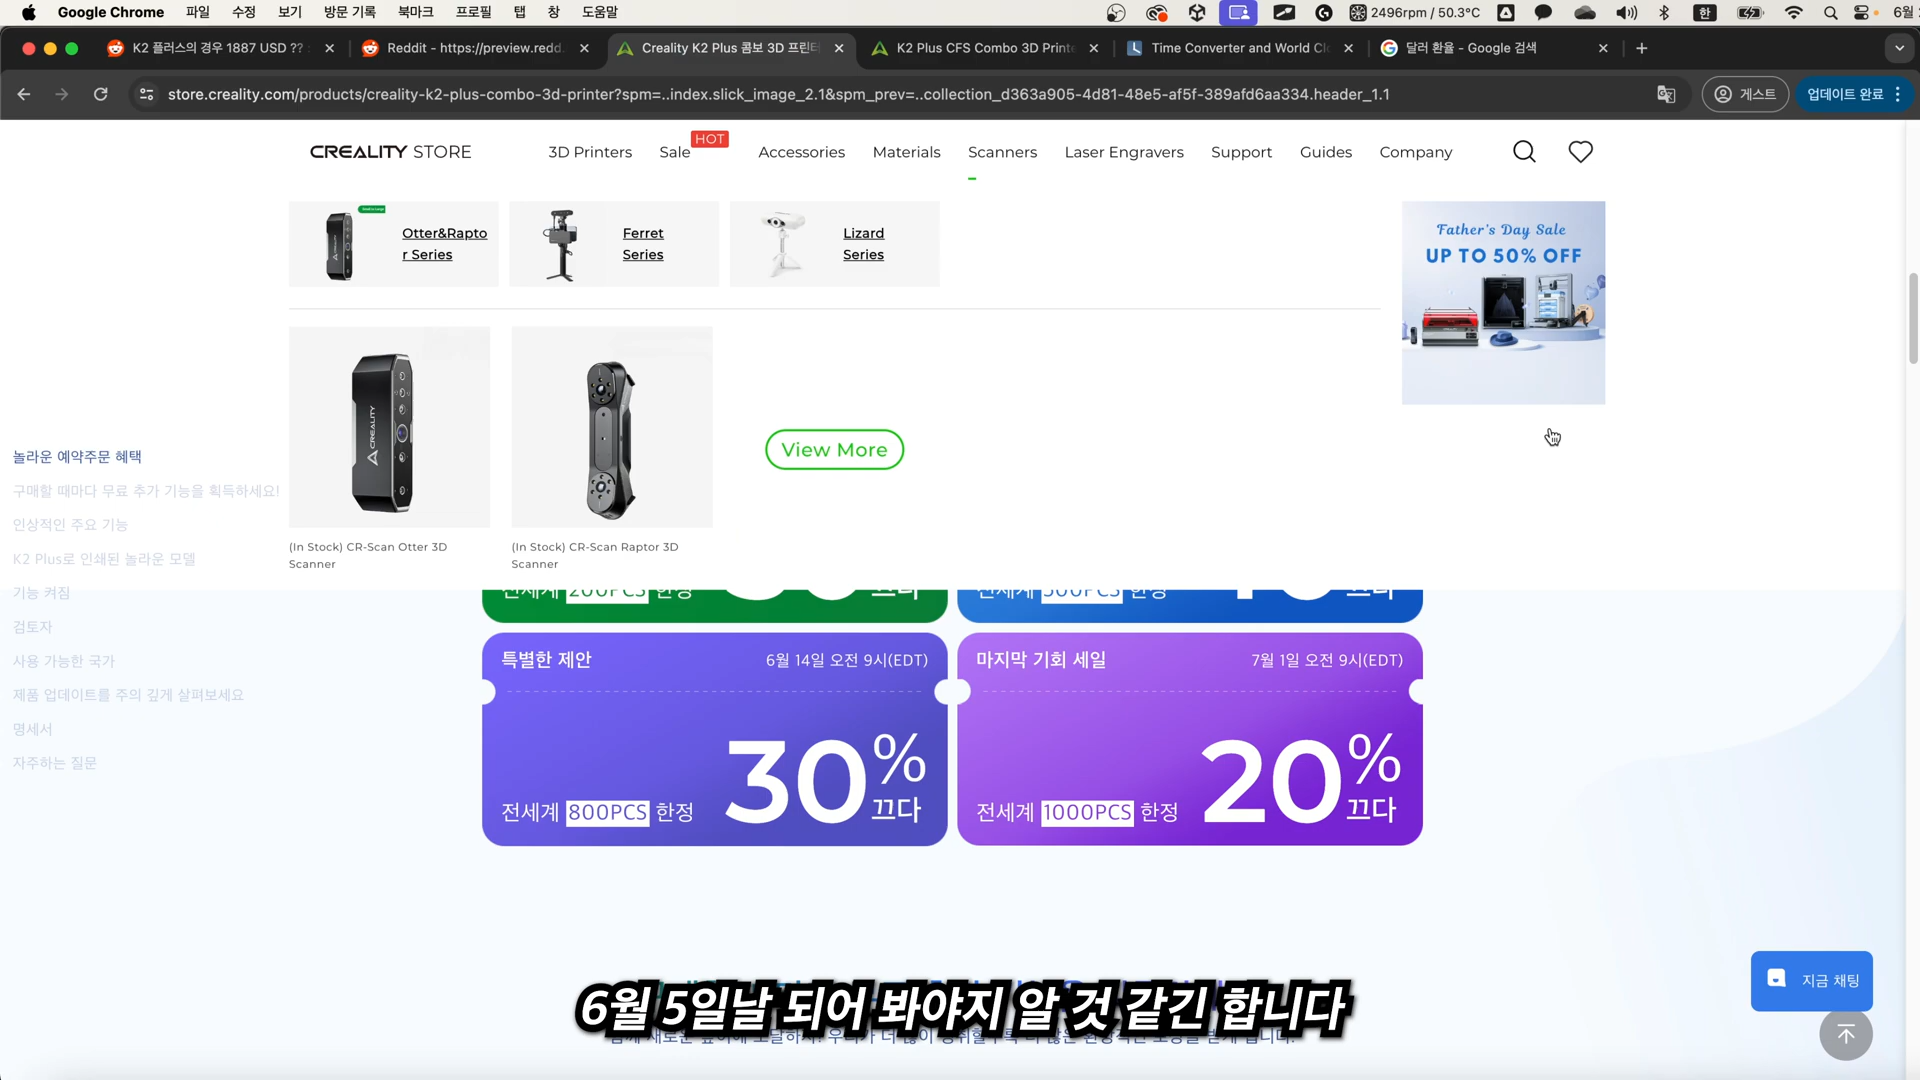 Google Chrome 파일 수정 보기 방문 기록 북마크 프로필 탭 창 도움말 2496rpm / 50.3°C 한 6월
K2 플러스의 경우 1887 USD ??
Reddit - https://preview.redd.
Creality K2 Plus 콤보 3D 프린터
K2 Plus CFS Combo 3D Printe
Time Converter and World Clo
달러 환율 - Google 검색
store.creality.com/products/creality-k2-plus-combo-3d-printer?spm=..index.slick_image_2.1&spm_prev=..collection_d363a905-4d81-48e5-af5f-389afd6aa334.header_1.1
게스트
업데이트 완료
CREALITY STORE
3D Printers Sale HOT Accessories Materials Scanners Laser Engravers Support Guides Company
Otter&Rapto
r Series
Ferret
Series
Lizard
Series
Father's Day Sale
UP TO 50% OFF
CREALITY
View More
(In Stock) CR-Scan Otter 3D
Scanner
(In Stock) CR-Scan Raptor 3D
Scanner
놀라운 예약주문 혜택
구매할 때마다 무료 추가 기능을 획득하세요!
인상적인 주요 기능
K2 Plus로 인쇄된 놀라운 모델
기능 커짐
검토자
사용 가능한 국가
제품 업데이트를 주의 깊게 살펴보세요
명세서
자주하는 질문
전세계 200PCS 한정
끄다
전세계 500PCS 한정
끄다
특별한 제안 6월 14일 오전 9시(EDT)
전세계 800PCS 한정 30% 끄다
마지막 기회 세일 7월 1일 오전 9시(EDT)
전세계 1000PCS 한정 20% 끄다
지금 채팅
6월 5일날 되어 봐야지 알 것 같긴 합니다